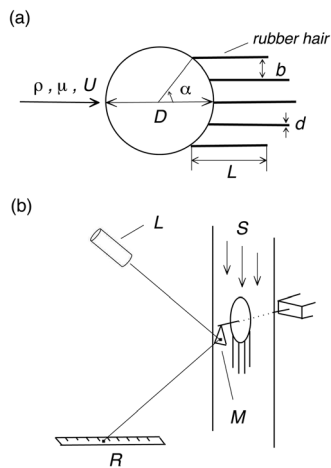 (a)
rubber hair
ρ , μ , U
α
b
D
d
L
(b)
L
S
M
R